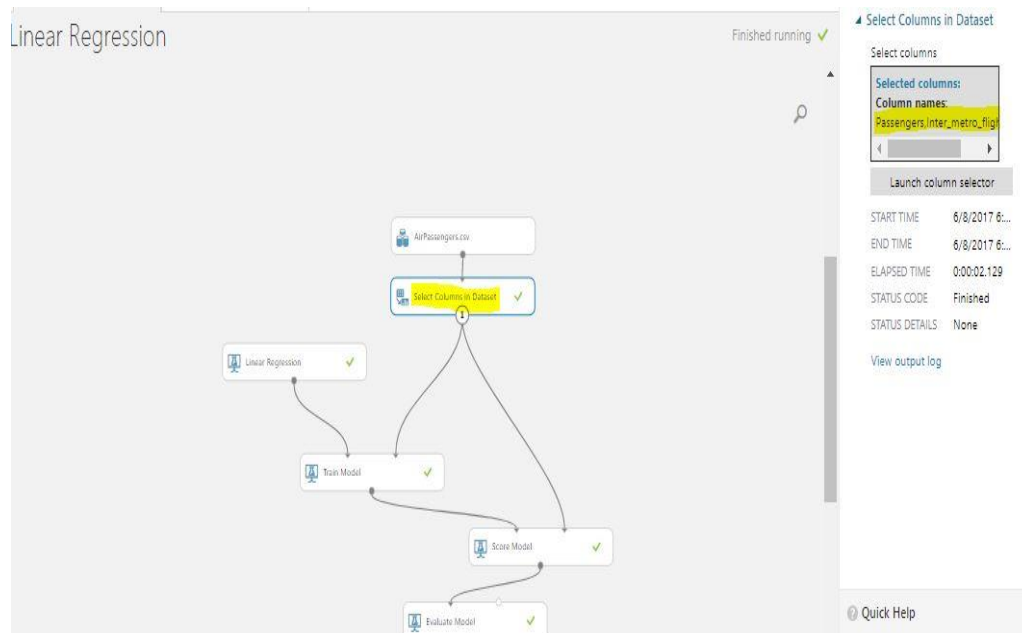 Linear Regression
Finished running
AirPassengers.csv
Select Columns in Dataset
1
Linear Regression
Train Model
Score Model
Evaluate Model
Select Columns in Dataset
Select columns
Selected columns:
Column names:
Passengers,Inter_metro_fligh
Launch column selector
START TIME 6/8/2017 6:...
END TIME 6/8/2017 6:...
ELAPSED TIME 0:00:02.129
STATUS CODE Finished
STATUS DETAILS None
View output log
Quick Help